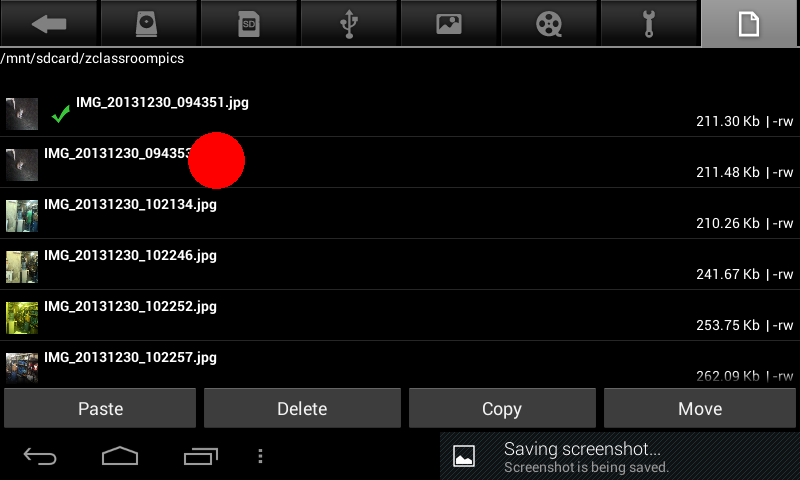 SD
/mnt/sdcard/zclassroompics
IMG_20131230_094351.jpg
211.30 Kb | -rw
IMG_20131230_094353
211.48 Kb | -rw
IMG_20131230_102134.jpg
210.26 Kb | -rw
IMG_20131230_102246.jpg
241.67 Kb | -rw
IMG_20131230_102252.jpg
253.75 Kb | -rw
IMG_20131230_102257.jpg
262.09 Kb | -rw
Paste Delete Copy Move
Saving screenshot...
Screenshot is being saved.